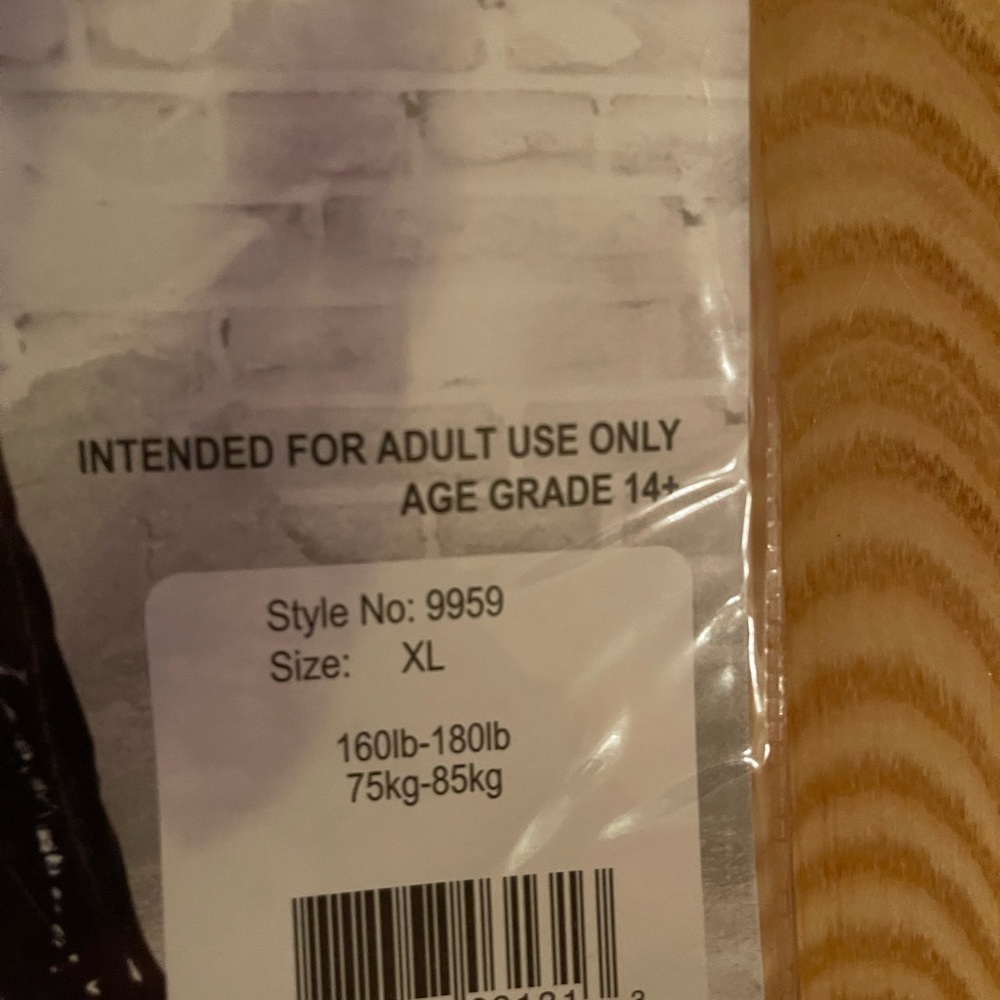 INTENDED FOR ADULT USE ONLY
AGE GRADE 14+
Style No: 9959
Size: XL
160lb-180lb
75kg-85kg